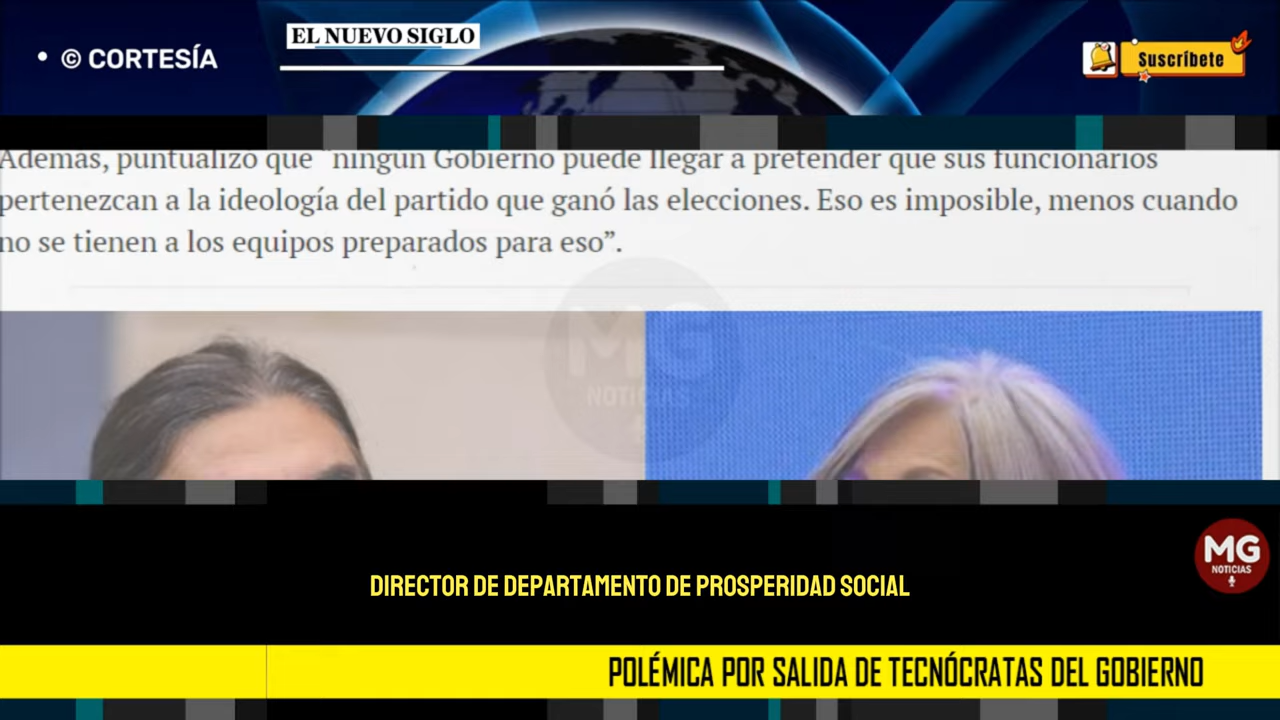 EL NUEVO SIGLO
• © CORTESÍA
Suscríbete
Además, puntualizó que “ningún Gobierno puede llegar a pretender que sus funcionarios
pertenezcan a la ideología del partido que ganó las elecciones. Eso es imposible, menos cuando
no se tienen a los equipos preparados para eso”.
MG
NOTICIAS
DIRECTOR DE DEPARTAMENTO DE PROSPERIDAD SOCIAL
MG
NOTICIAS
POLÉMICA POR SALIDA DE TECNÓCRATAS DEL GOBIERNO